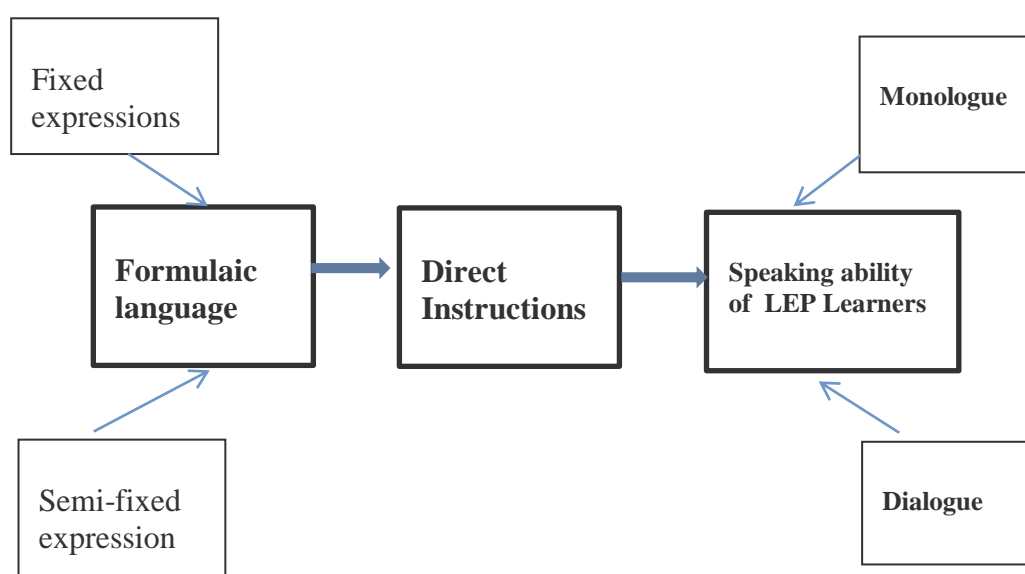 Fixed
expressions
Monologue
Formulaic
language
Direct
Instructions
Speaking ability
of LEP Learners
Semi-fixed
expression
Dialogue